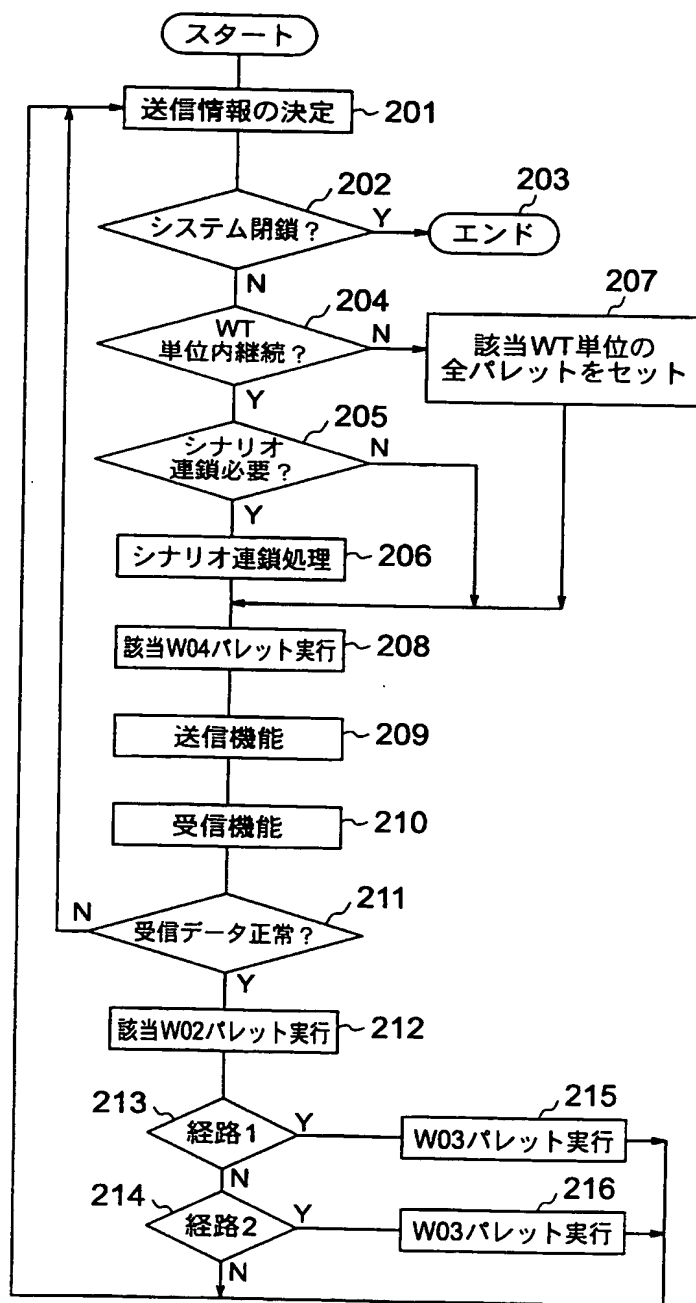 スタート
送信情報の決定
201
202
203
システム閉鎖？
Y
エンド
N
204
207
WT
単位内継続？
N
該当WT単位の
全パレットをセット
Y
205
シナリオ
連鎖必要？
N
Y
シナリオ連鎖処理
206
該当W04パレット実行
208
送信機能
209
受信機能
210
211
N
受信データ正常？
Y
該当W02パレット実行
212
213
215
経路1
Y
W03パレット実行
N
214
216
経路2
Y
W03パレット実行
N